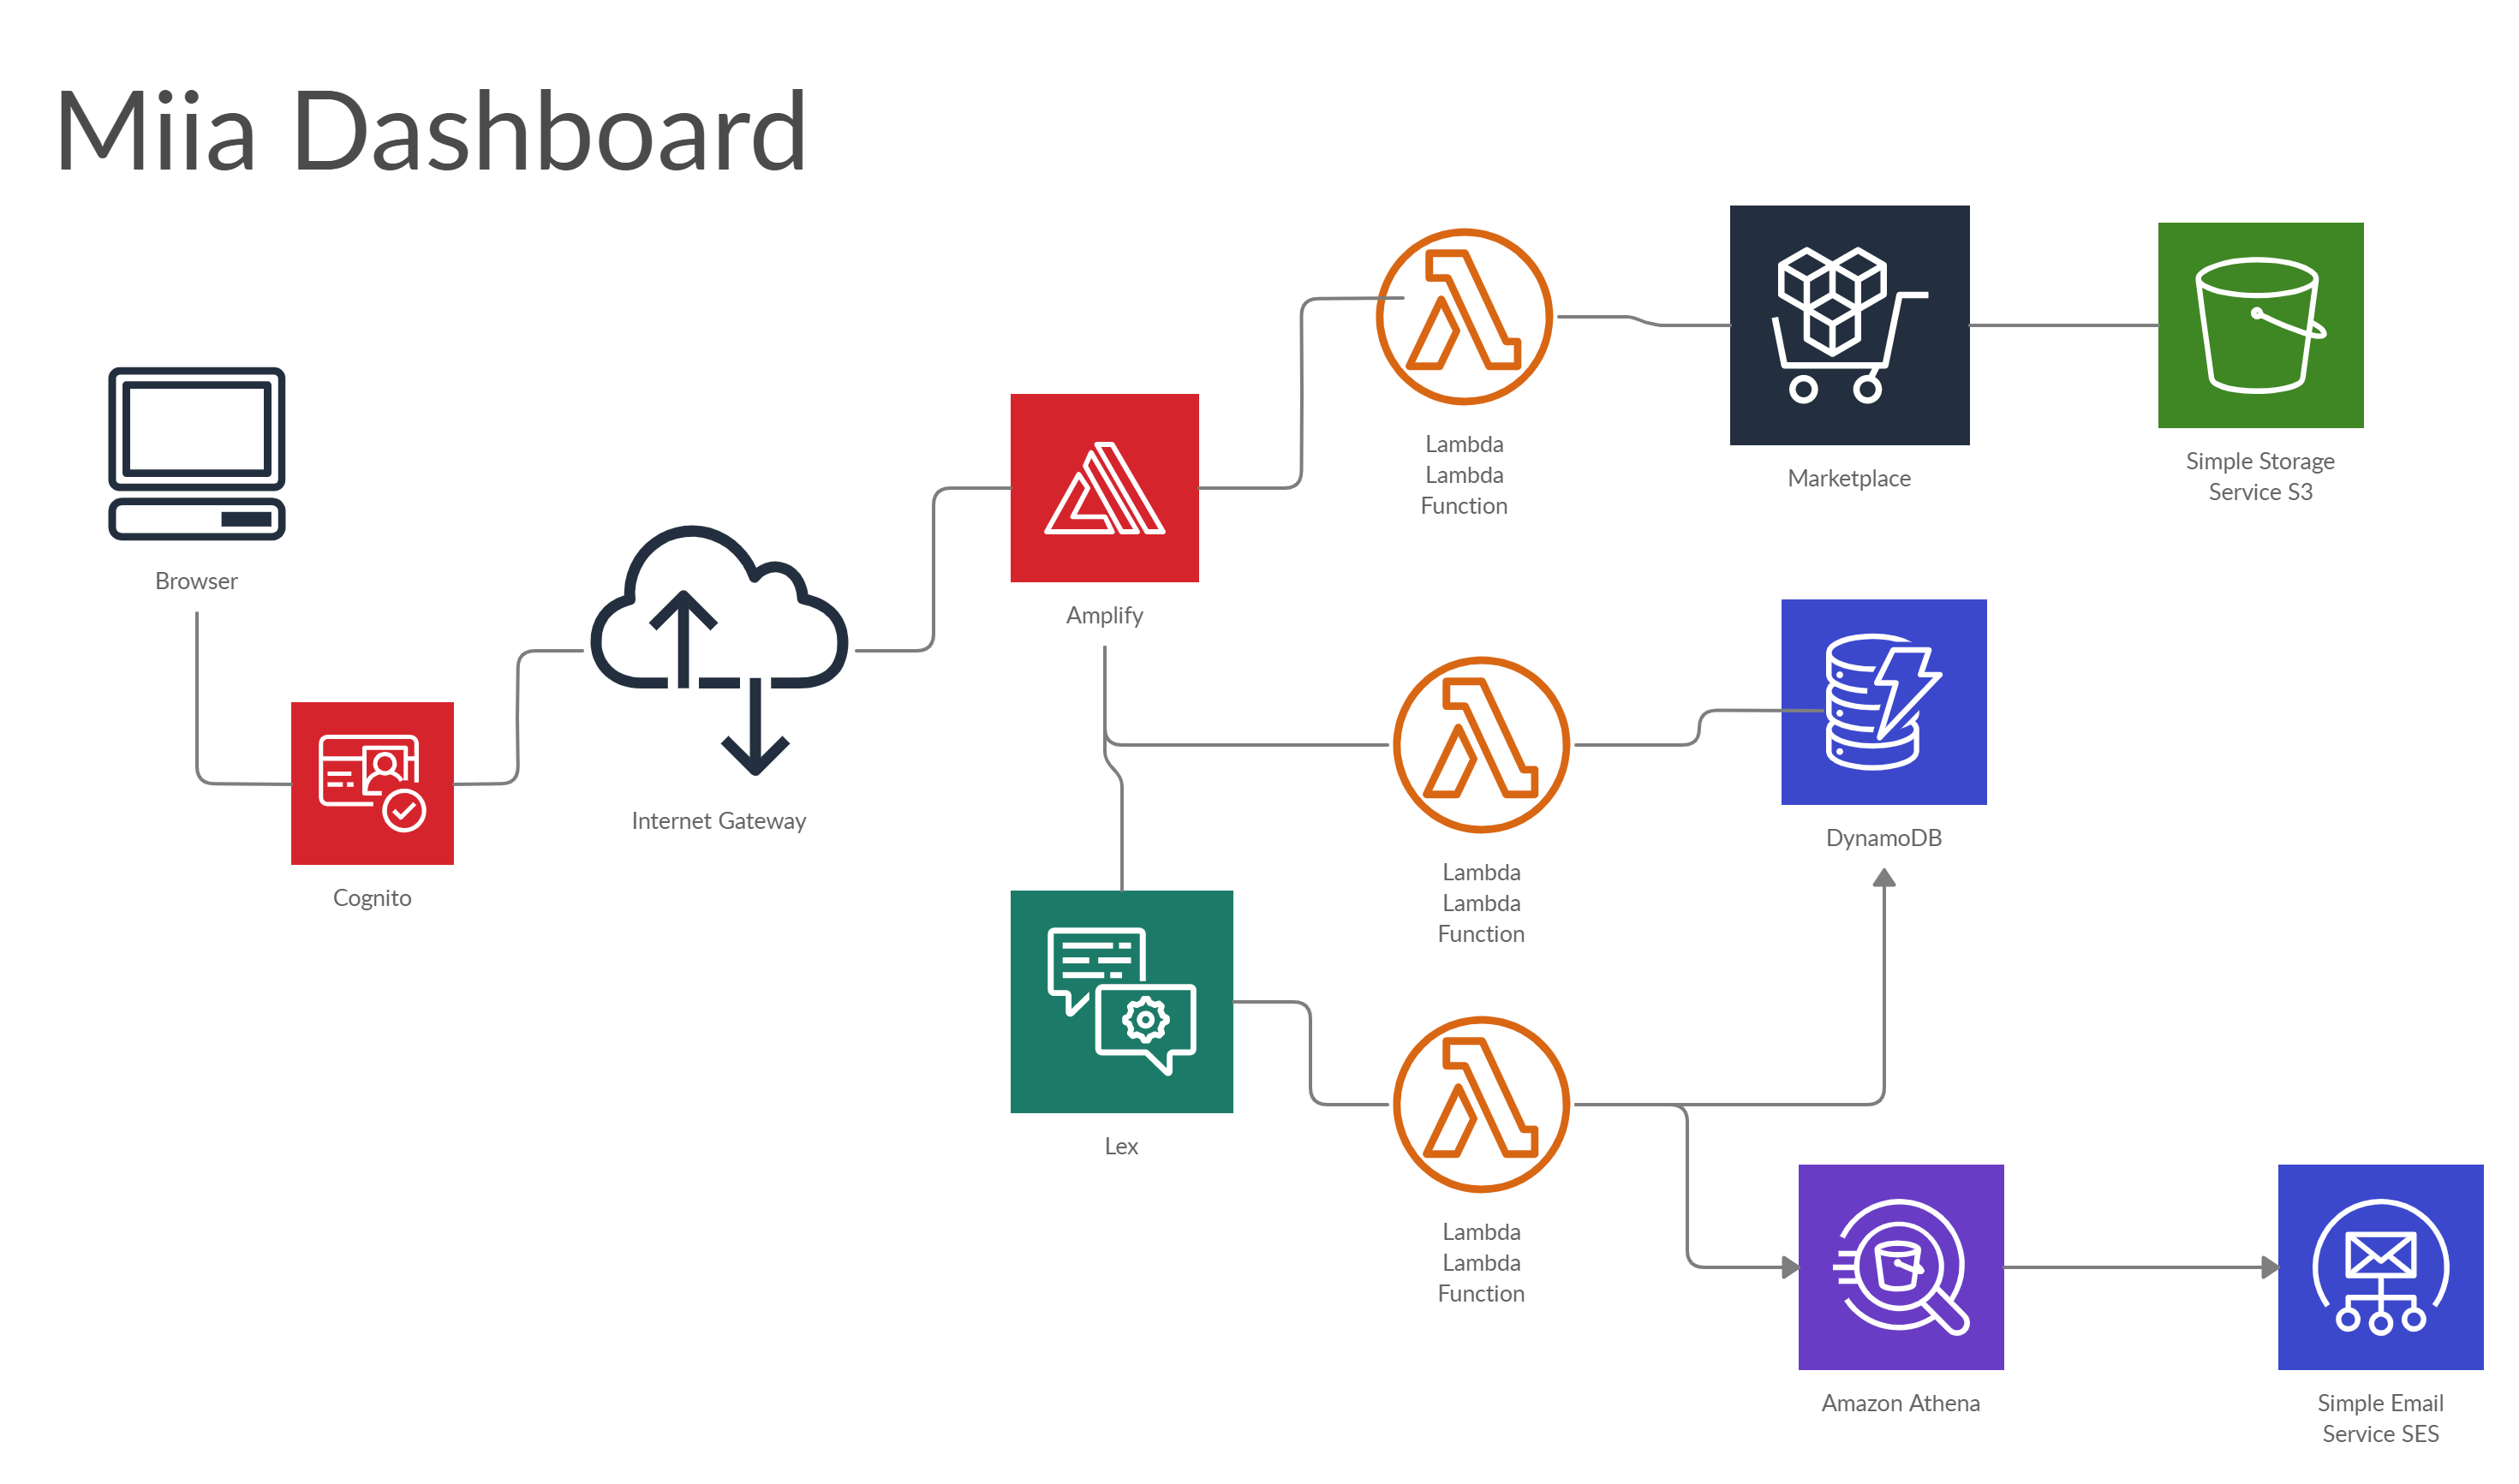 Miia Dashboard
Browser
Cognito
Internet Gateway
Amplify
Lambda
Lambda
Function
Marketplace
Simple Storage
Service S3
Lambda
Lambda
Function
DynamoDB
Lex
Lambda
Lambda
Function
Amazon Athena
Simple Email
Service SES